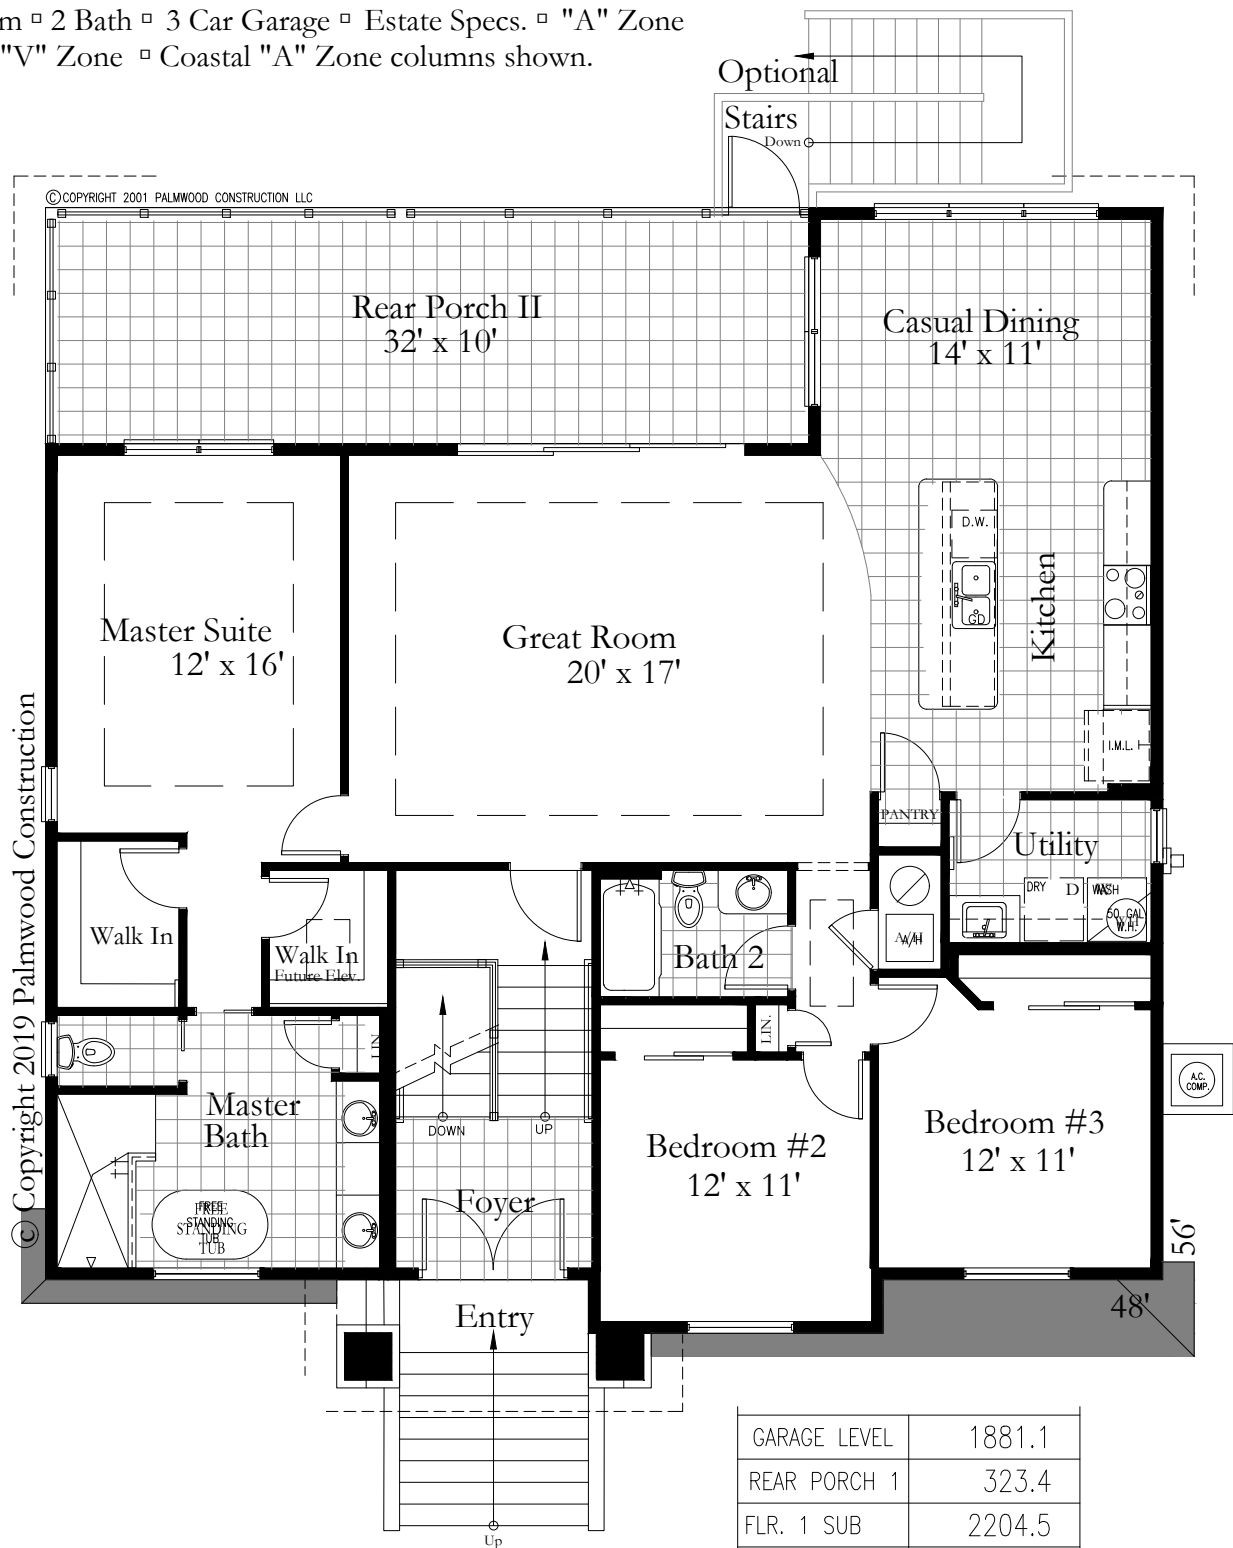 m ▫ 2 Bath ▫ 3 Car Garage ▫ Estate Specs. ▫ "A" Zone
"V" Zone ▫ Coastal "A" Zone columns shown.
Optional
Stairs
Down
© COPYRIGHT 2001 PALMWOOD CONSTRUCTION LLC
Rear Porch II
32' x 10'
Casual Dining
14' x 11'
D.W.
GD
Kitchen
Master Suite
12' x 16'
Great Room
20' x 17'
I.M.L.
PANTRY
Utility
DRY
D
WASH
50 GAL
W.H.
A/H
Walk In
Walk In
Future Elev.
Bath 2
LIN.
LIN.
Master
Bath
DOWN
UP
A.C.
COMP.
Bedroom #2
12' x 11'
Bedroom #3
12' x 11'
Foyer
FREE
STANDING
TUB
FREE
STANDING
TUB
© Copyright 2019 Palmwood Construction
56'
48'
Entry
Up
GARAGE LEVEL 1881.1
REAR PORCH 1 323.4
FLR. 1 SUB 2204.5